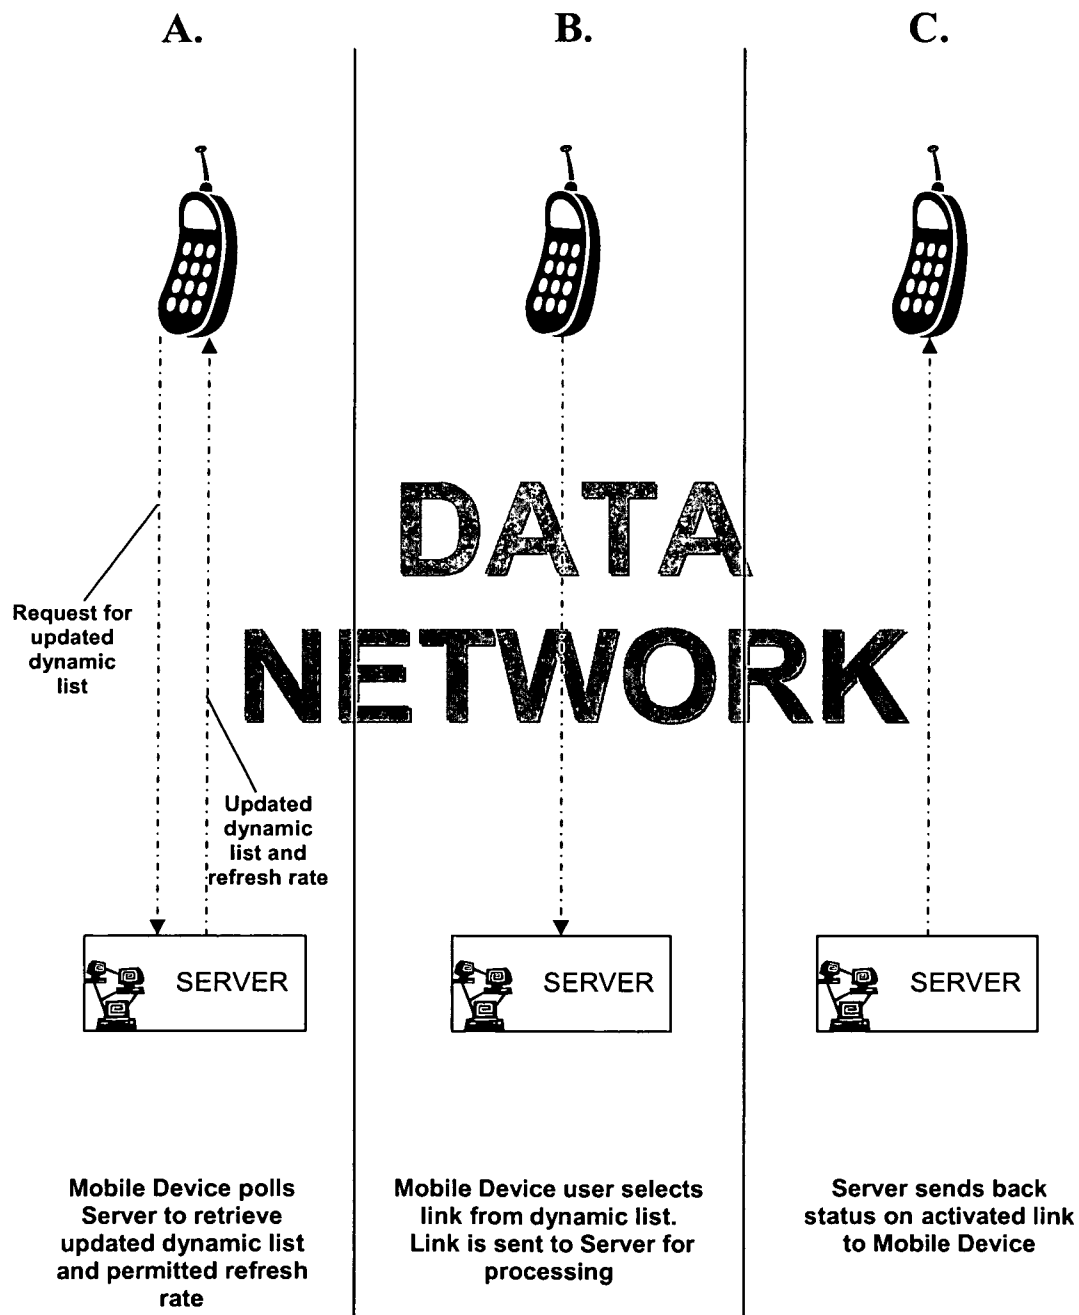 A.
B.
C.
DATA
NETWORK
Request for
updated
dynamic
list
Updated
dynamic
list and
refresh rate
SERVER
SERVER
SERVER
Mobile Device polls
Server to retrieve
updated dynamic list
and permitted refresh
rate
Mobile Device user selects
link from dynamic list.
Link is sent to Server for
processing
Server sends back
status on activated link
to Mobile Device